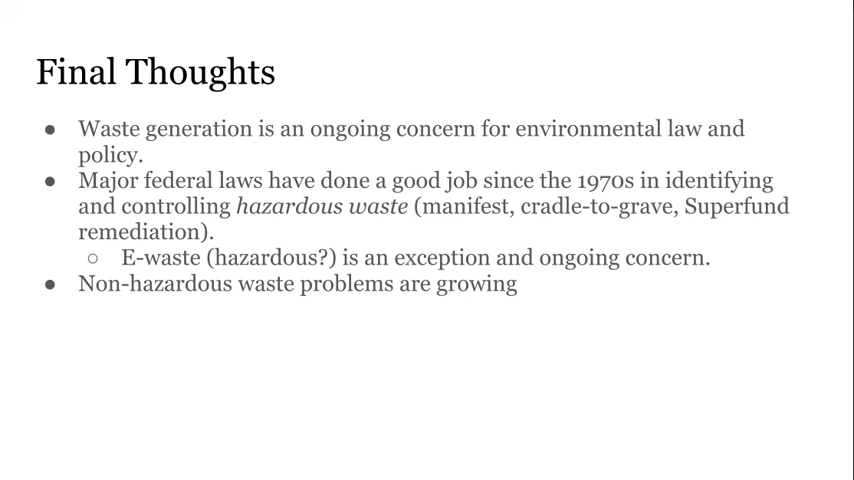 Final Thoughts
● Waste generation is an ongoing concern for environmental law and
policy.
● Major federal laws have done a good job since the 1970s in identifying
and controlling hazardous waste (manifest, cradle-to-grave, Superfund
remediation).
○ E-waste (hazardous?) is an exception and ongoing concern.
● Non-hazardous waste problems are growing